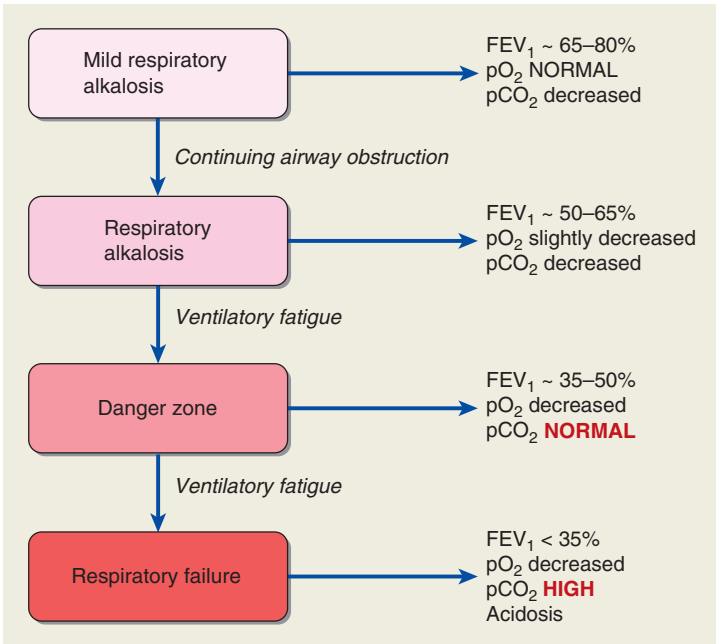 Mild respiratory
alkalosis
FEV₁ ~ 65–80%
pO₂ NORMAL
pCO₂ decreased
Continuing airway obstruction
Respiratory
alkalosis
FEV₁ ~ 50–65%
pO₂ slightly decreased
pCO₂ decreased
Ventilatory fatigue
Danger zone
FEV₁ ~ 35–50%
pO₂ decreased
pCO₂ NORMAL
Ventilatory fatigue
Respiratory failure
FEV₁ < 35%
pO₂ decreased
pCO₂ HIGH
Acidosis